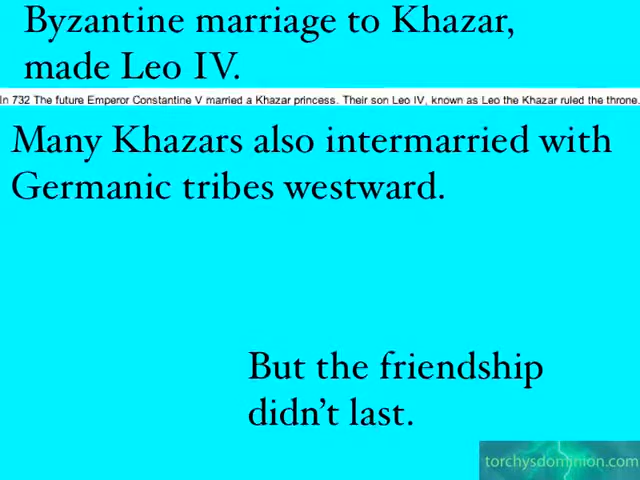 Byzantine marriage to Khazar,
made Leo IV.
In 732 The future Emperor Constantine V married a Khazar princess. Their son Leo IV, known as Leo the Khazar ruled the throne.
Many Khazars also intermarried with
Germanic tribes westward.
But the friendship
didn't last.
torchysdominion.com